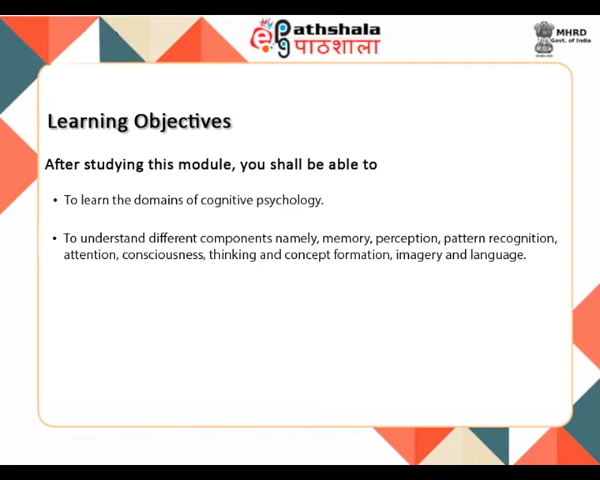 ePG Pathshala
पाठशाला
MHRD
Govt. of India
Learning Objectives
After studying this module, you shall be able to
• To learn the domains of cognitive psychology.
• To understand different components namely, memory, perception, pattern recognition,
attention, consciousness, thinking and concept formation, imagery and language.